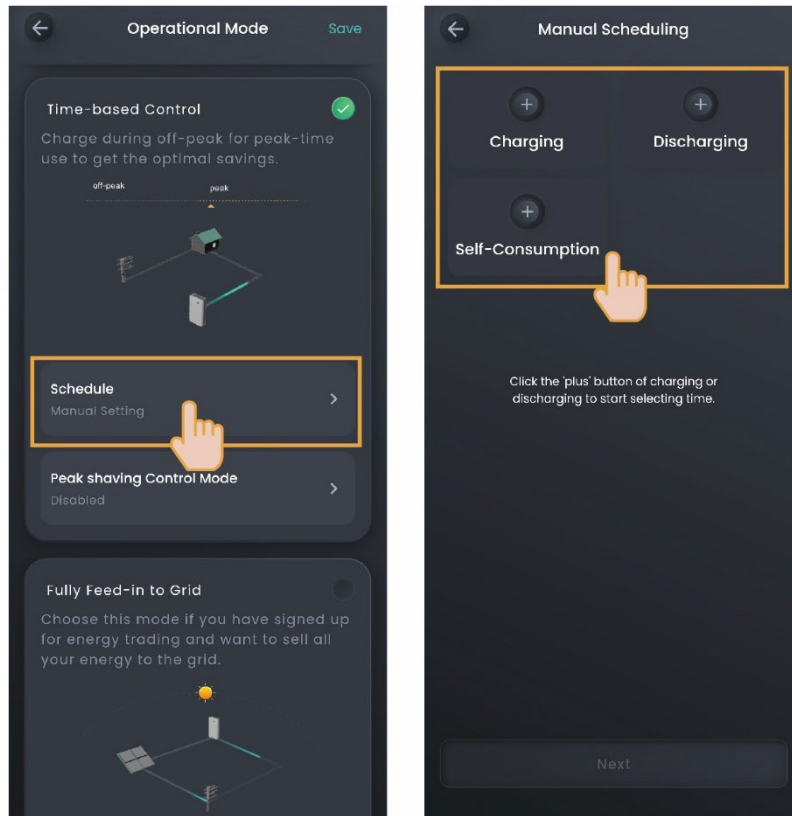 Operational Mode
Save
Time-based Control
Charge during off-peak for peak-time
use to get the optimal savings.
off-peak
peak
Schedule
Manual Setting
Peak shaving Control Mode
Disabled
Fully Feed-in to Grid
Choose this mode if you have signed up
for energy trading and want to sell all
your energy to the grid.
Manual Scheduling
Charging
Discharging
Self-Consumption
Click the 'plus' button of charging or
discharging to start selecting time.
Next